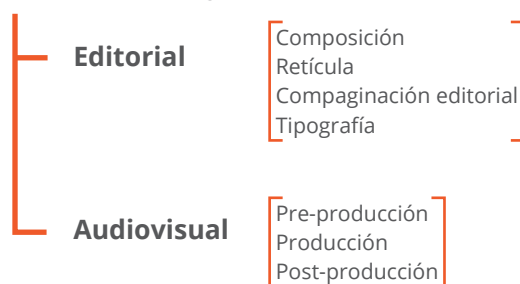 Editorial
Composición
Retícula
Compaginación editorial
Tipografía
Audiovisual
Pre-producción
Producción
Post-producción